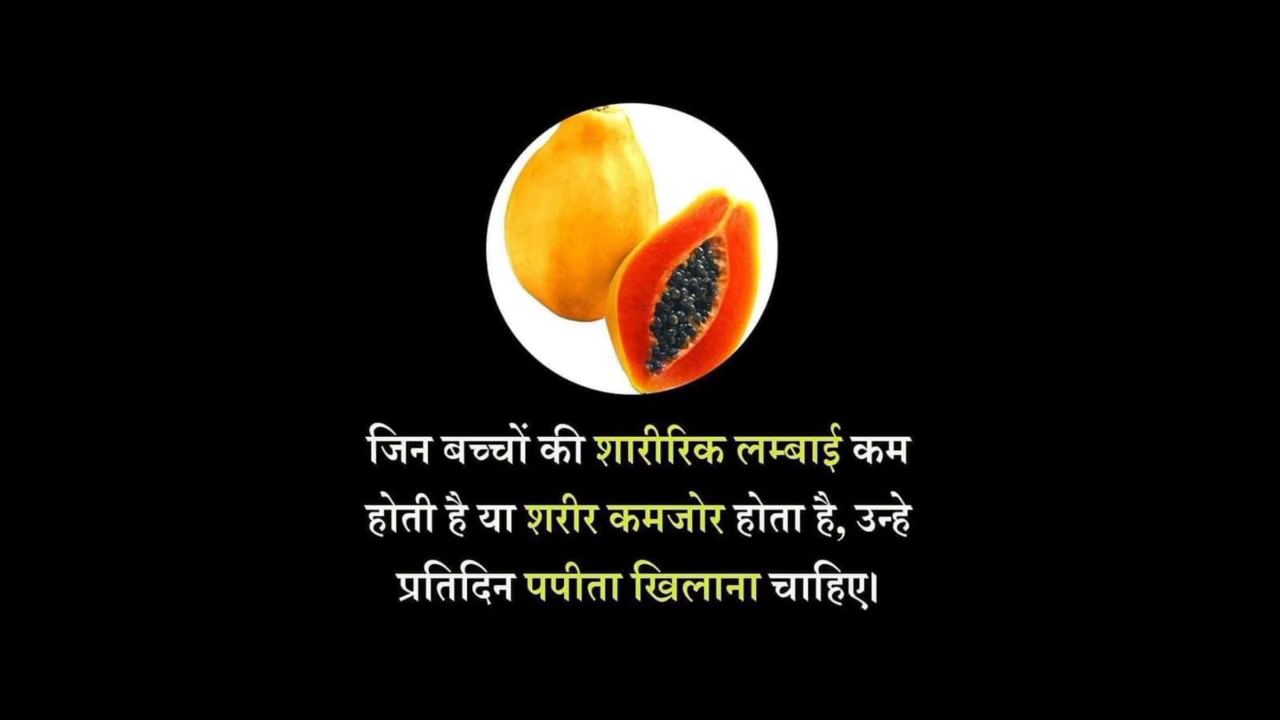 जिन बच्चों की शारीरिक लम्बाई कम
होती है या शरीर कमजोर होता है, उन्हे
प्रतिदिन पपीता खिलाना चाहिए।